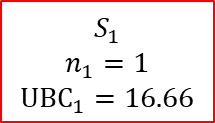 S₁
n₁ = 1
UBC₁ = 16.66